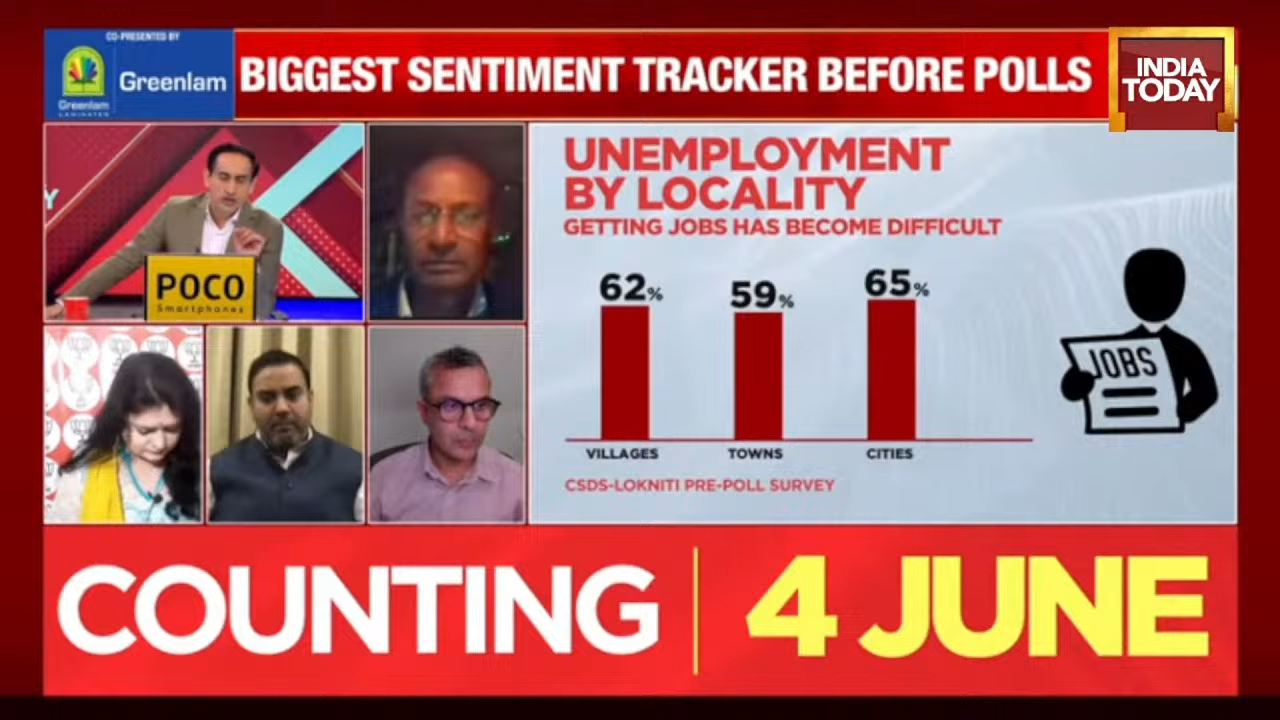 CO-PRESENTED BY
Greenlam
LAMINATES
Greenlam
BIGGEST SENTIMENT TRACKER BEFORE POLLS
INDIA
TODAY
Y
POCO
Smartphones
UNEMPLOYMENT
BY LOCALITY
GETTING JOBS HAS BECOME DIFFICULT
62%
59%
65%
VILLAGES
TOWNS
CITIES
JOBS
CSDS-LOKNITI PRE-POLL SURVEY
COUNTING
4 JUNE